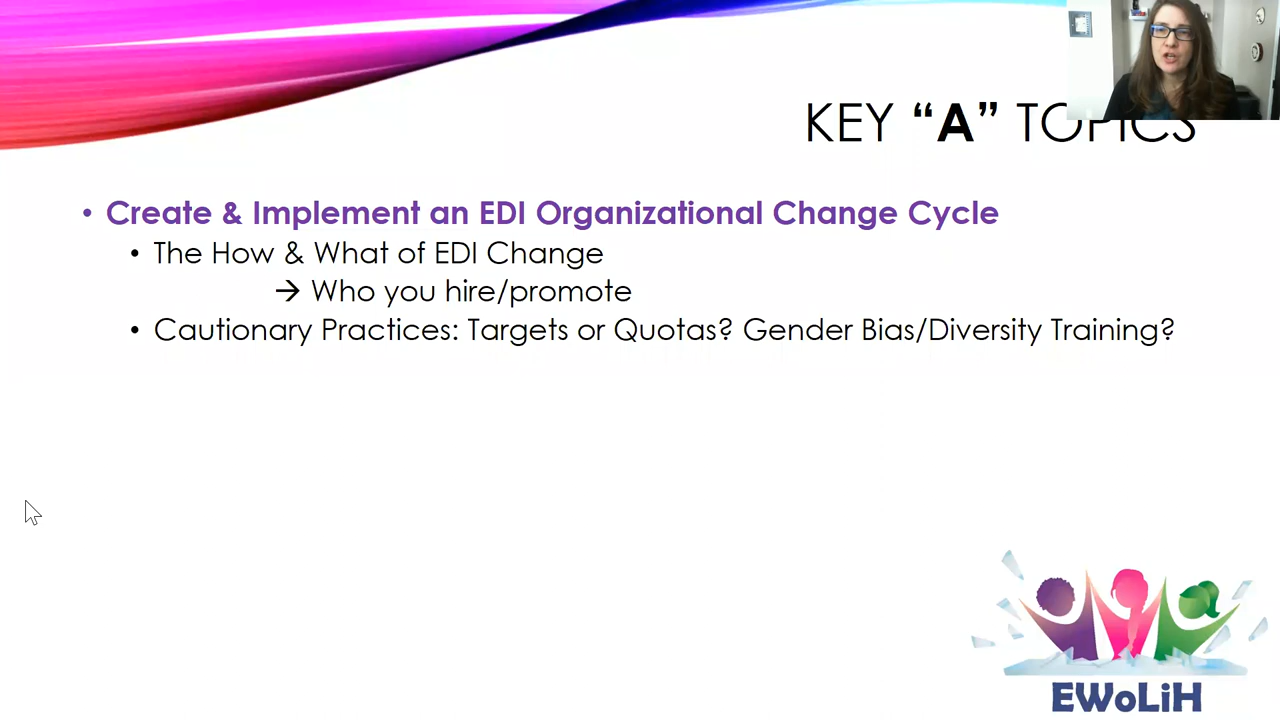 KEY “A” TOPICS
• Create & Implement an EDI Organizational Change Cycle
• The How & What of EDI Change
→ Who you hire/promote
• Cautionary Practices: Targets or Quotas? Gender Bias/Diversity Training?
EWoLiH